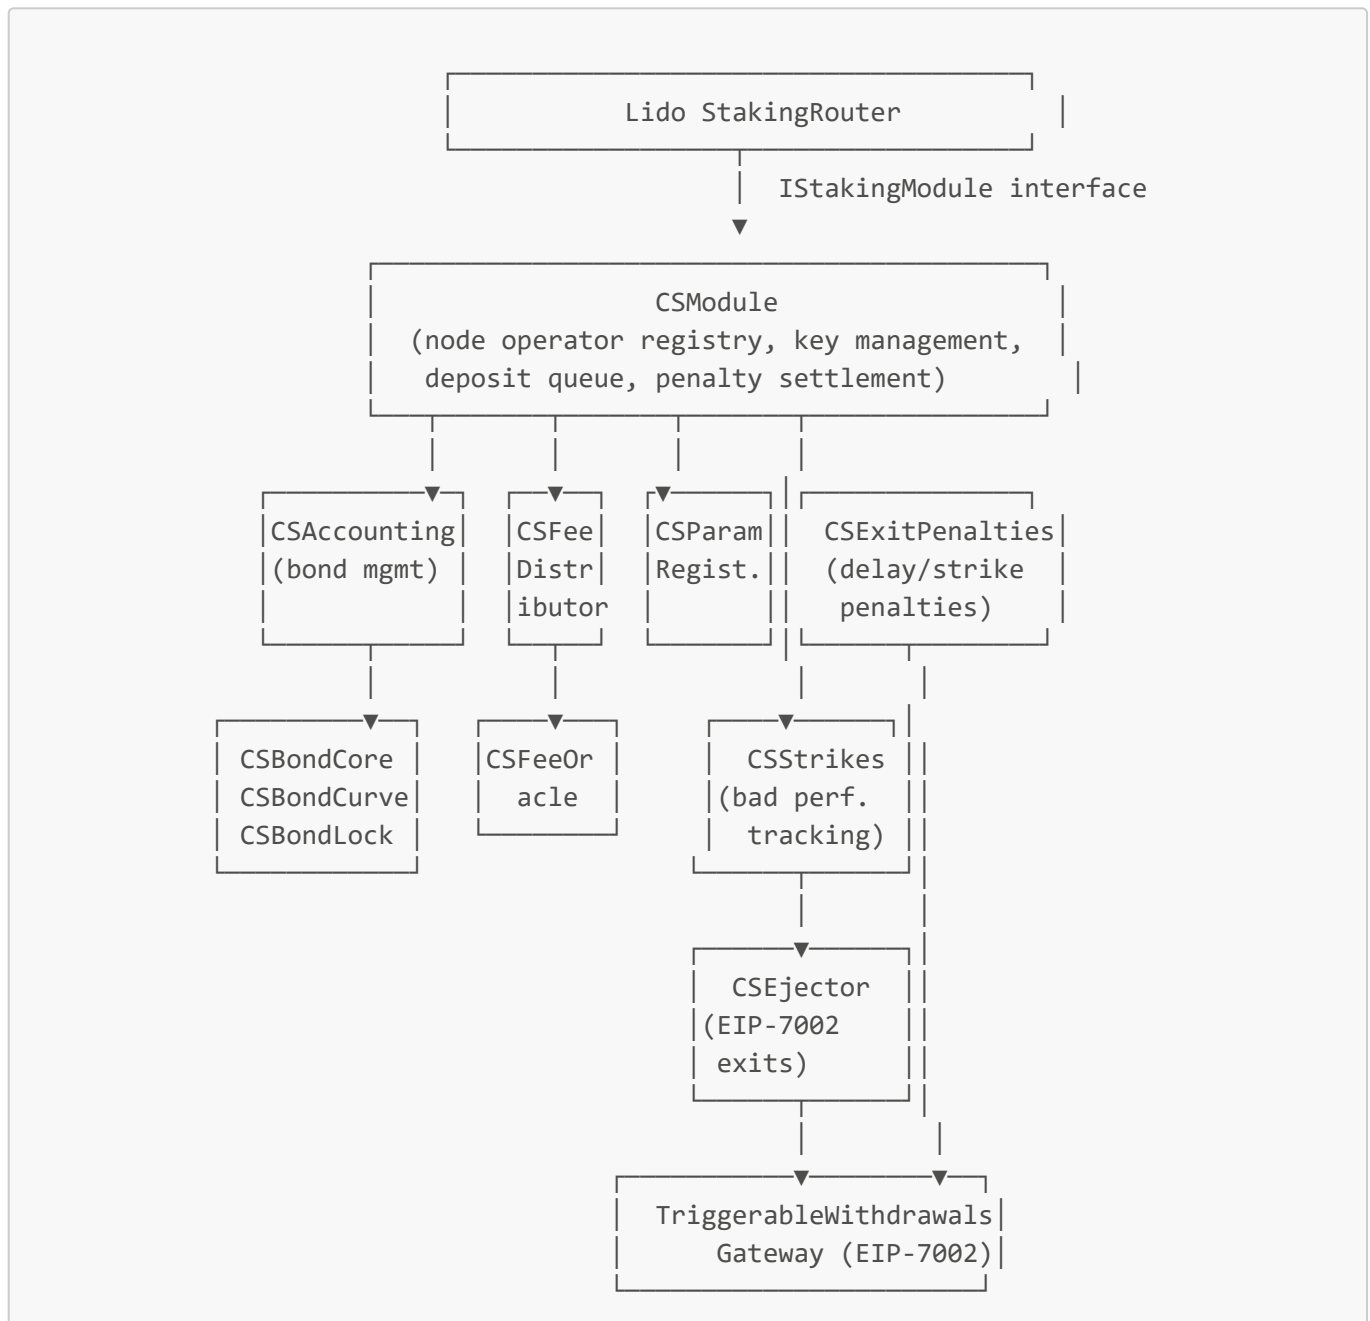 Lido StakingRouter
IStakingModule interface
CSModule
(node operator registry, key management,
deposit queue, penalty settlement)
CSAccounting CSFee CSParam CSExitPenalties
(bond mgmt) Distr Regist. (delay/strike
ibutor penalties)
CSBondCore CSFeeOr CSStrikes
CSBondCurve acle (bad perf.
CSBondLock tracking)
CSEjector
(EIP-7002
exits)
TriggerableWithdrawals
Gateway (EIP-7002)